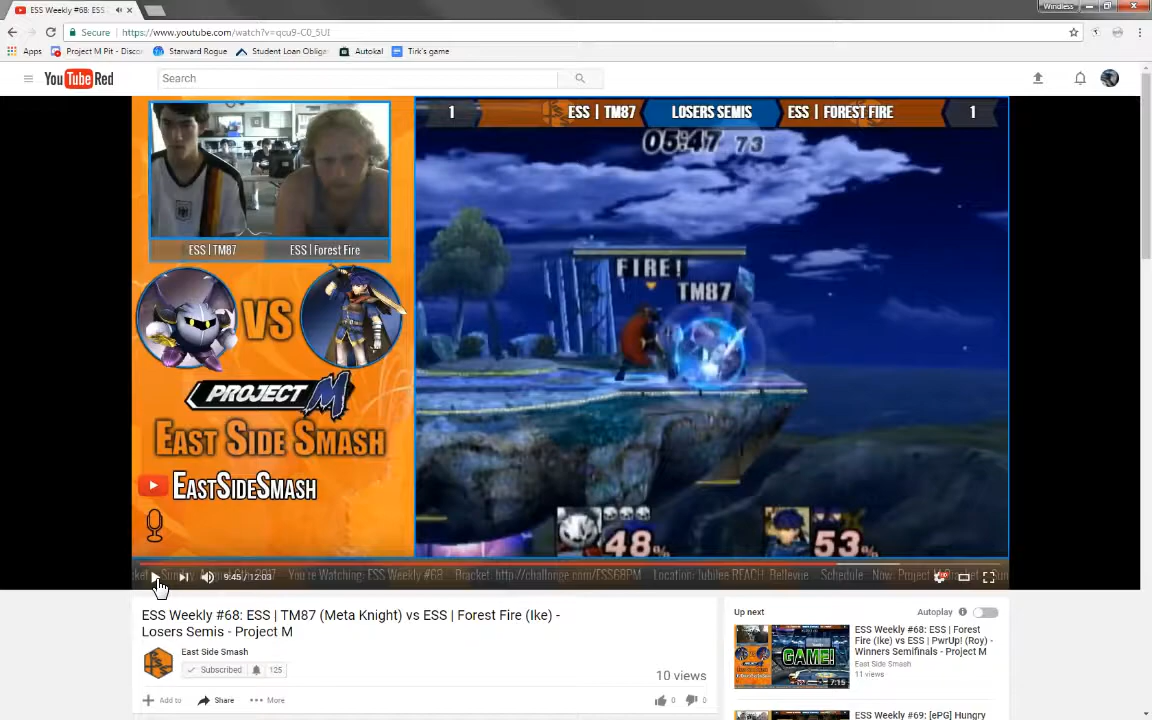 ESS Weekly #68: ESS
Windless
Secure
https://www.youtube.com/watch?v=qcu9-C0_5UI
Apps
Project M Pit - Discor
Starward Rogue
Student Loan Obliga
Autokal
Tirk's game
YouTube Red
Search
1
ESS | TM87
LOSERS SEMIS
ESS | FOREST FIRE
1
05:47 73
ESS | TM87
ESS | Forest Fire
FIRE!
TM87
VS
PROJECT M
EAST SIDE SMASH
EASTSIDESMASH
48%
53%
9:45 / 12:03
You're Watching: ESS Weekly #68
Bracket: http://challonge.com/ESS68PM
Location: Jubilee REACH, Bellevue
Schedule
Now: Project M
ESS Weekly #68: ESS | TM87 (Meta Knight) vs ESS | Forest Fire (Ike) -
Losers Semis - Project M
East Side Smash
Subscribed
125
10 views
Add to
Share
More
0
0
Up next
Autoplay
ESS Weekly #68: ESS | Forest
Fire (Ike) vs ESS | PwrUp! (Roy) -
Winners Semifinals - Project M
East Side Smash
11 views
GAME!
7:15
ESS Weekly #69: [ePG] Hungry